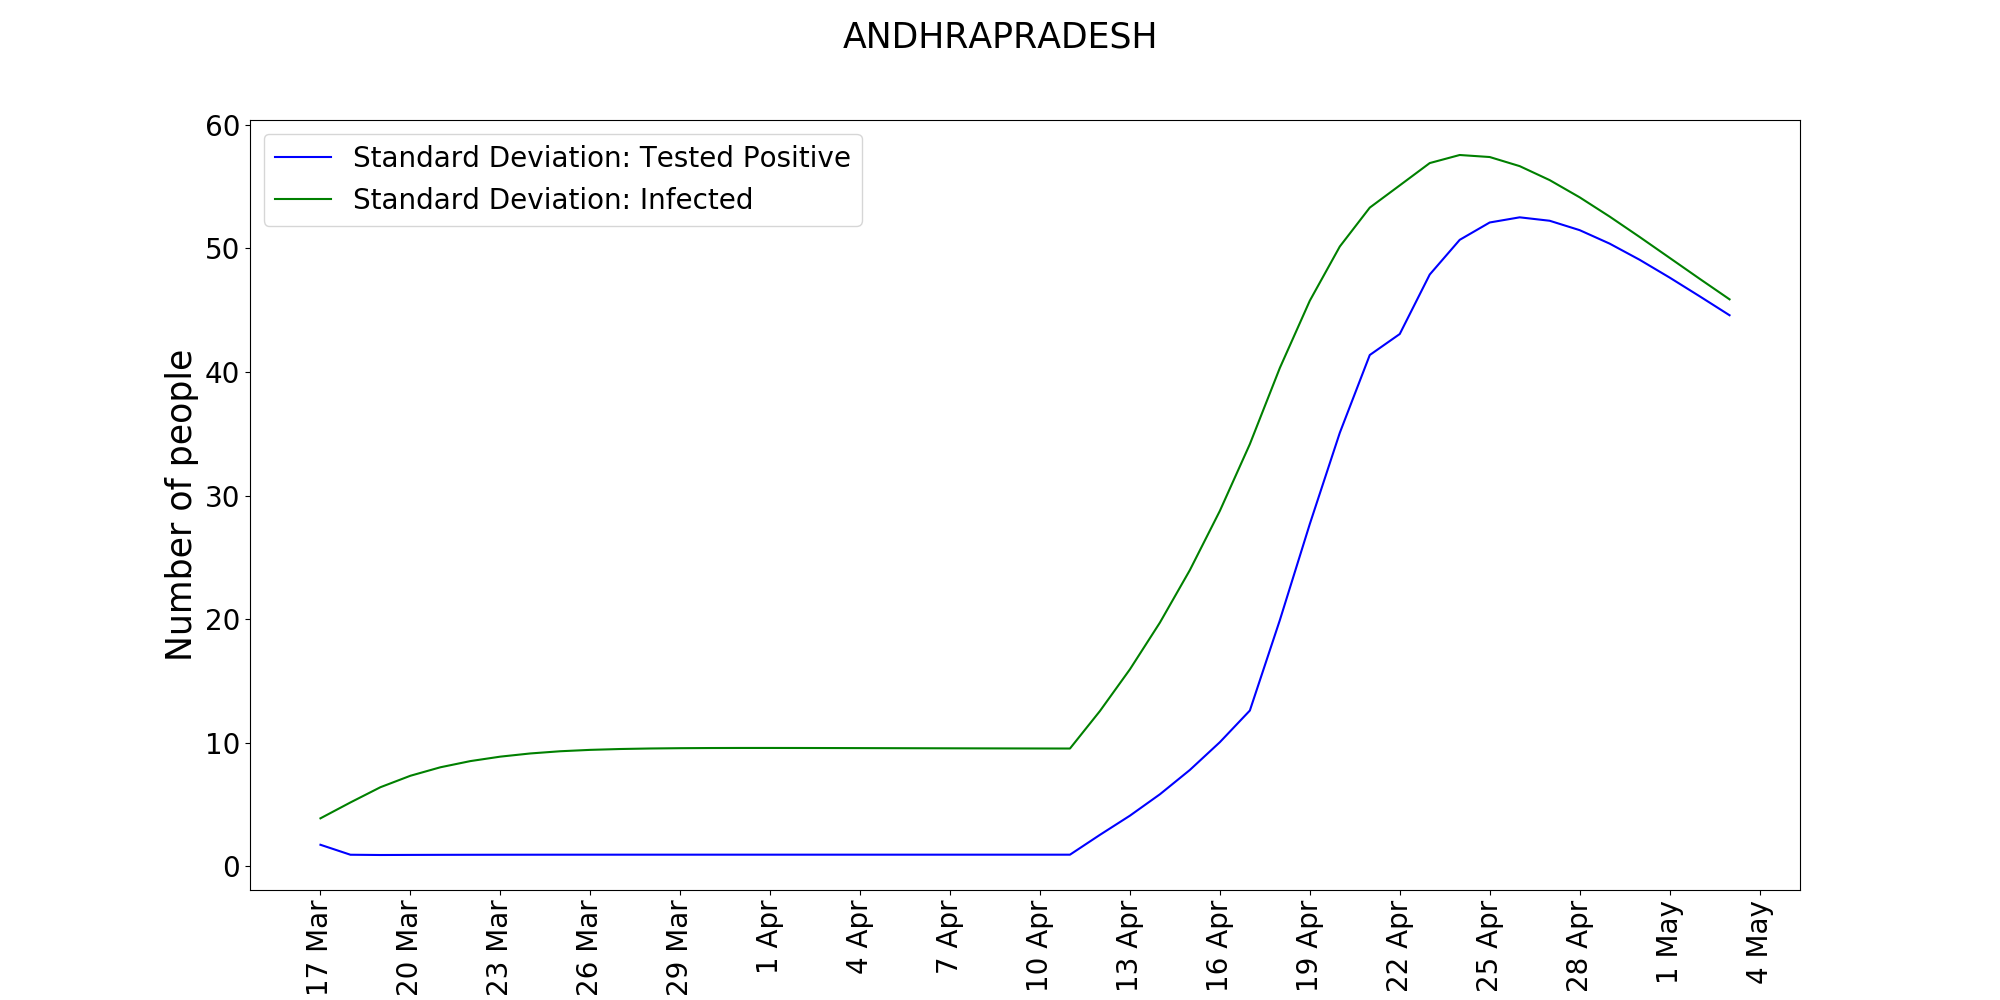 ANDHRAPRADESH
Standard Deviation: Tested Positive
Standard Deviation: Infected
Number of people
60
50
40
30
20
10
0
17 Mar
20 Mar
23 Mar
26 Mar
29 Mar
1 Apr
4 Apr
7 Apr
10 Apr
13 Apr
16 Apr
19 Apr
22 Apr
25 Apr
28 Apr
1 May
4 May